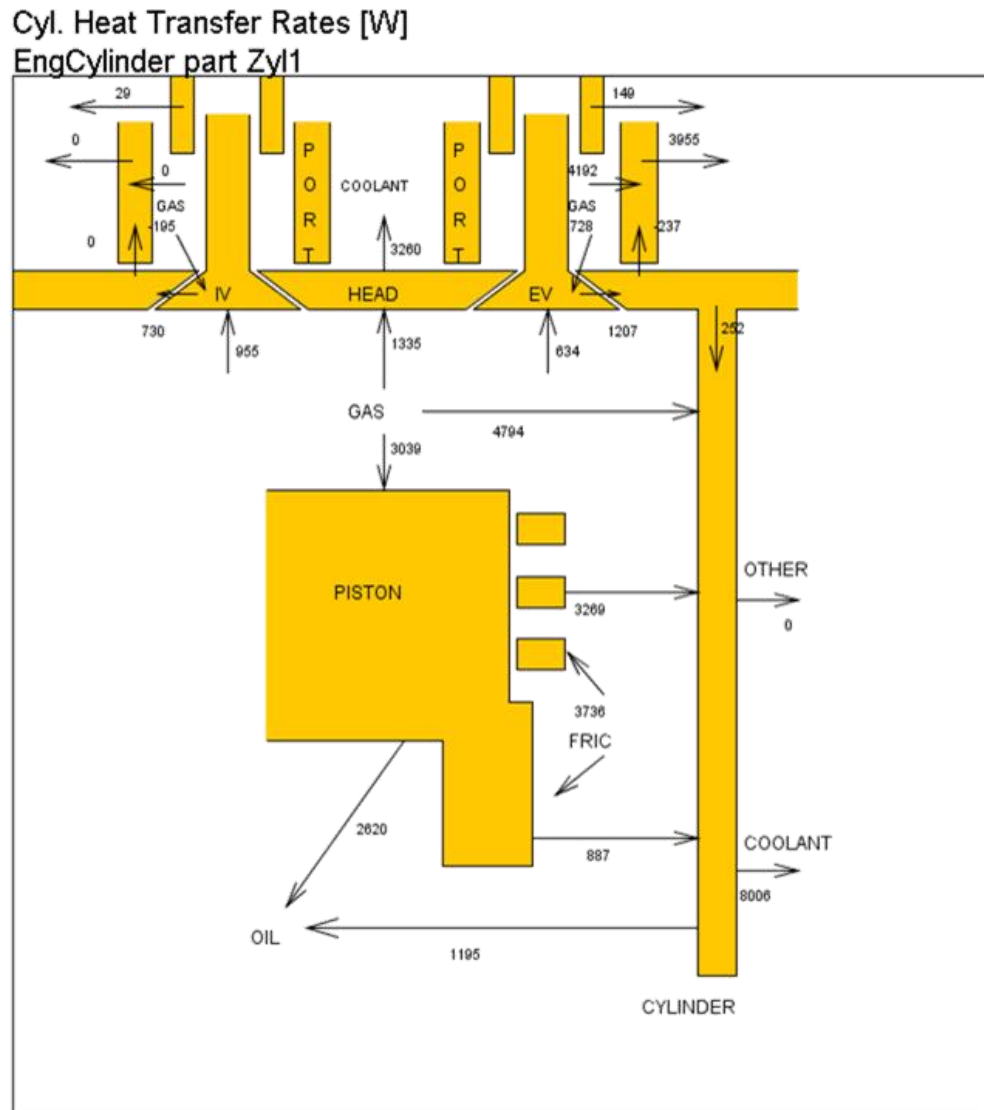 Cyl. Heat Transfer Rates [W]
EngCylinder part Zyl1
29
149
0
3955
PORT
PORT
0
COOLANT
4192
GAS
GAS
-195
728
-237
0
3260
IV
HEAD
EV
730
955
1335
634
1207
252
GAS
4794
3039
PISTON
OTHER
3269
0
3736
FRIC
2620
887
COOLANT
8006
OIL
1195
CYLINDER